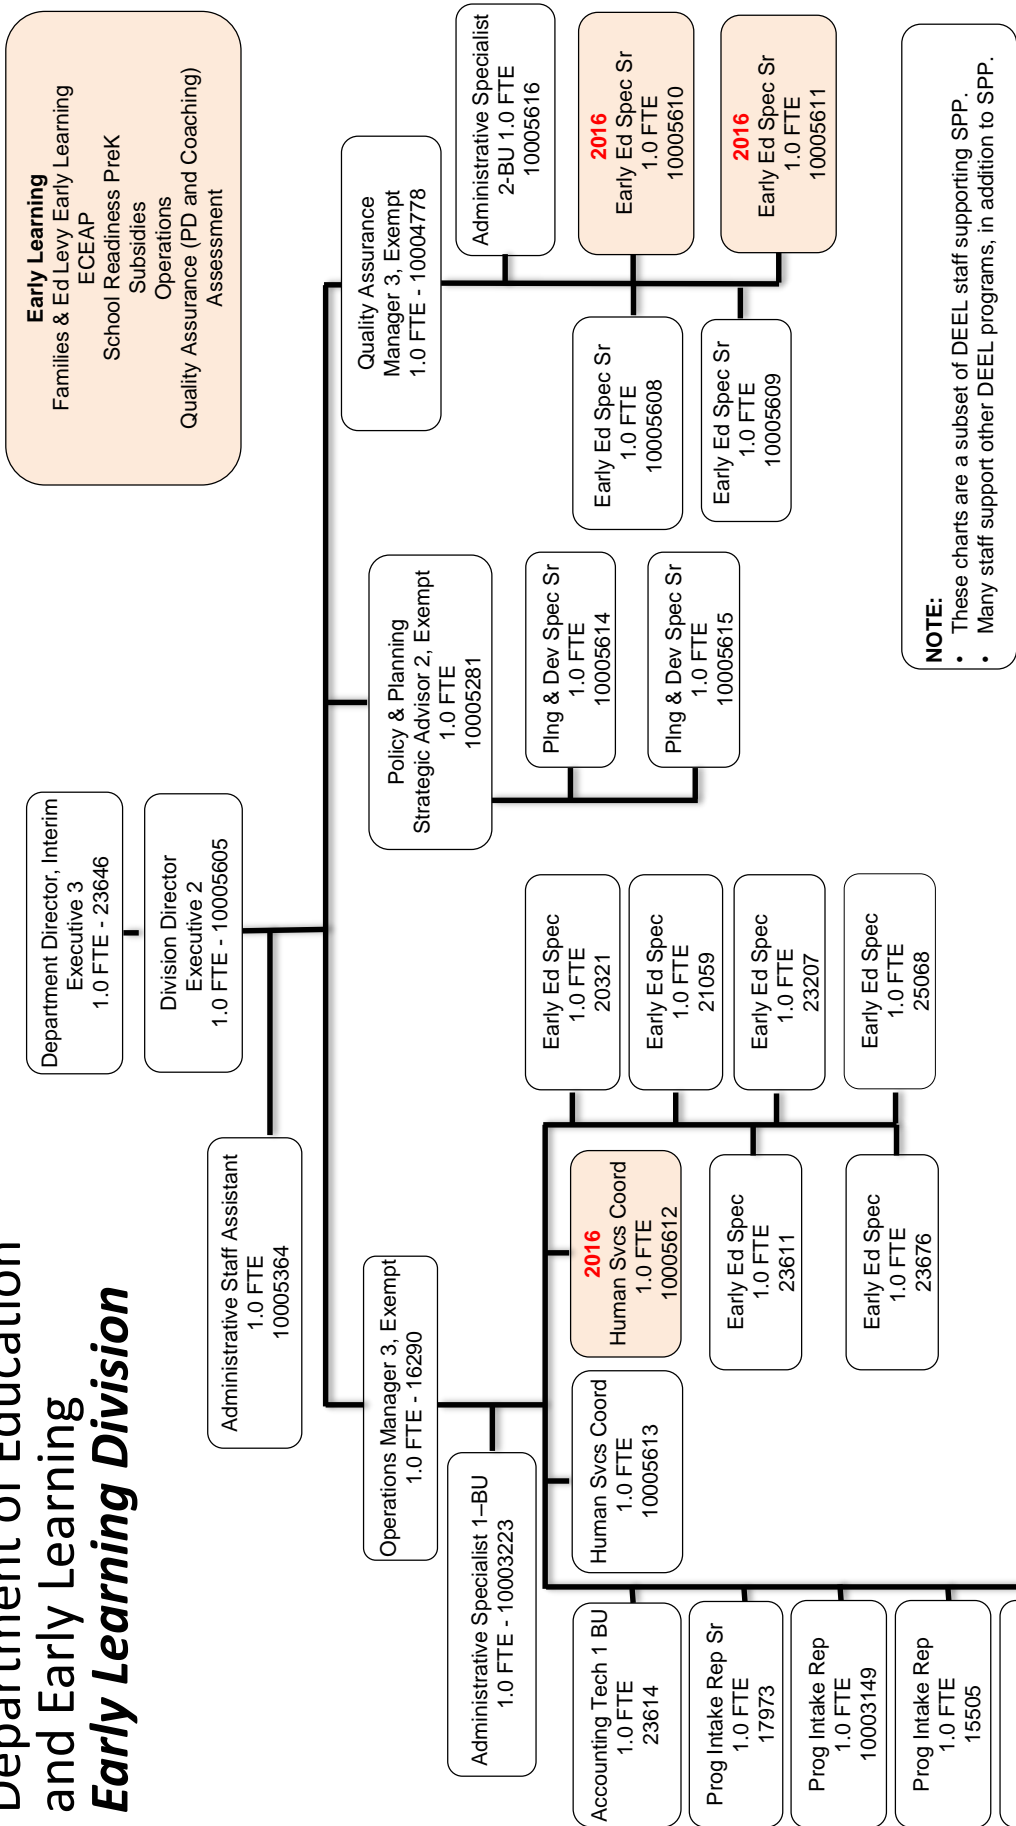 Department of Education
and Early Learning
Early Learning Division
Early Learning
Families & Ed Levy Early Learning
ECEAP
School Readiness PreK
Subsidies
Operations
Quality Assurance (PD and Coaching)
Assessment
Department Director, Interim
Executive 3
1.0 FTE - 23646
Division Director
Executive 2
1.0 FTE - 10005605
Administrative Staff Assistant
1.0 FTE
10005364
Operations Manager 3, Exempt
1.0 FTE - 16290
Administrative Specialist 1–BU
1.0 FTE - 10003223
Accounting Tech 1 BU
1.0 FTE
23614
Prog Intake Rep Sr
1.0 FTE
17973
Prog Intake Rep
1.0 FTE
10003149
Prog Intake Rep
1.0 FTE
15505
Human Svcs Coord
1.0 FTE
10005613
2016
Human Svcs Coord
1.0 FTE
10005612
Early Ed Spec
1.0 FTE
23611
Early Ed Spec
1.0 FTE
23676
Early Ed Spec
1.0 FTE
20321
Early Ed Spec
1.0 FTE
21059
Early Ed Spec
1.0 FTE
23207
Early Ed Spec
1.0 FTE
25068
Policy & Planning
Strategic Advisor 2, Exempt
1.0 FTE
10005281
Plng & Dev Spec Sr
1.0 FTE
10005614
Plng & Dev Spec Sr
1.0 FTE
10005615
Quality Assurance
Manager 3, Exempt
1.0 FTE - 10004778
Administrative Specialist
2-BU 1.0 FTE
10005616
Early Ed Spec Sr
1.0 FTE
10005608
Early Ed Spec Sr
1.0 FTE
10005609
2016
Early Ed Spec Sr
1.0 FTE
10005610
2016
Early Ed Spec Sr
1.0 FTE
10005611
NOTE:
• These charts are a subset of DEEL staff supporting SPP.
• Many staff support other DEEL programs, in addition to SPP.